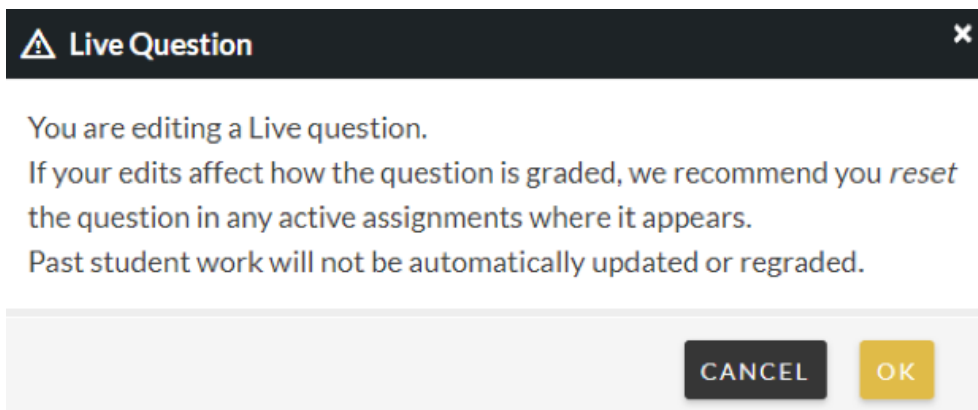 Live Question
You are editing a Live question.
If your edits affect how the question is graded, we recommend you reset
the question in any active assignments where it appears.
Past student work will not be automatically updated or regraded.
CANCEL OK